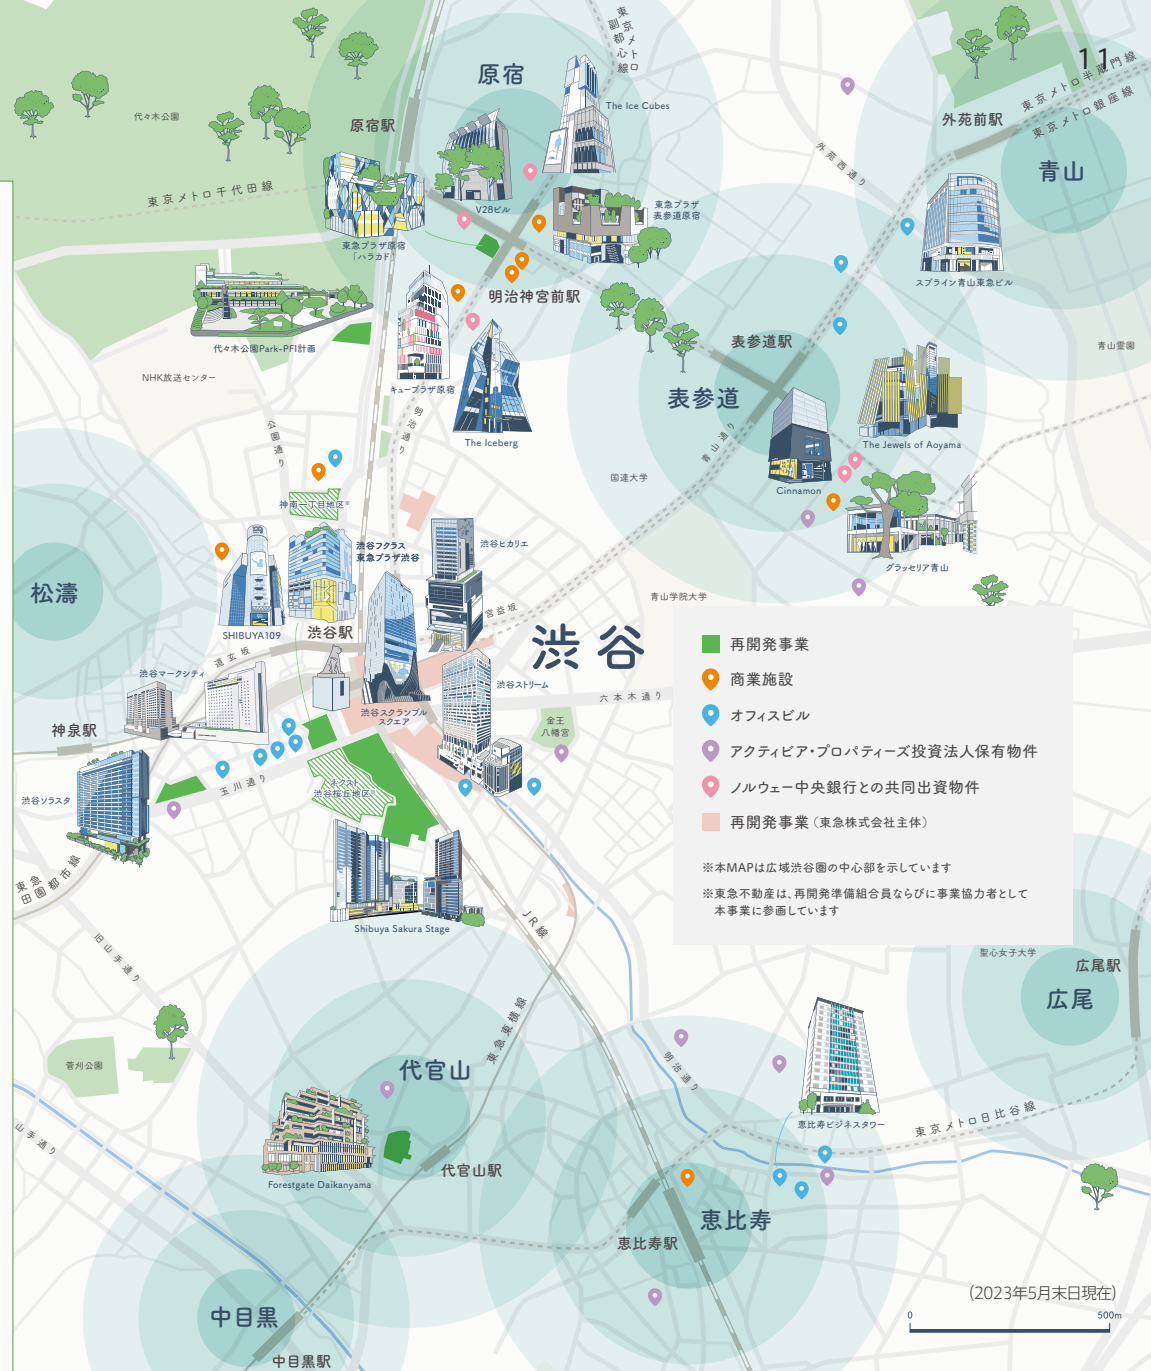 11
東京メトロ副都心線
原宿
The Ice Cubes
代々木公園
原宿駅
外苑前駅
東京メトロ半蔵門線
東京メトロ銀座線
外苑西通り
青山
東京メトロ千代田線
V28ビル
東急プラザ
表参道原宿
東急プラザ原宿
「ハラカド」
スプライン青山東急ビル
明治神宮前駅
代々木公園Park-PFI計画
表参道駅
青山霊園
NHK放送センター
キュープラザ原宿
表参道
明治通り
公園通り
The Iceberg
青山通り
The Jewels of Aoyama
国連大学
Cinnamon
神南一丁目地区※
渋谷フクラス
東急プラザ渋谷
渋谷ヒカリエ
グラッセリア青山
松濤
青山学院大学
宮益坂
SHIBUYA109
渋谷駅
渋谷
道玄坂
渋谷マークシティ
渋谷ストリーム
六本木通り
渋谷スクランブル
スクエア
金王
八幡宮
神泉駅
玉川通り
ネクスト
渋谷桜丘地区※
渋谷ソラスタ
再開発事業
商業施設
オフィスビル
アクティビア・プロパティーズ投資法人保有物件
ノルウェー中央銀行との共同出資物件
再開発事業（東急株式会社主体）
※本MAPは広域渋谷圏の中心部を示しています
※東急不動産は、再開発準備組合員ならびに事業協力者として
本事業に参画しています
東急
田園都市線
Shibuya Sakura Stage
JR線
旧山手通り
聖心女子大学
広尾駅
広尾
東急東横線
菅刈公園
代官山
明治通り
恵比寿ビジネスタワー
東京メトロ日比谷線
山手通り
代官山駅
Forestgate Daikanyama
恵比寿
恵比寿駅
中目黒
中目黒駅
（2023年5月末日現在）
0 500m